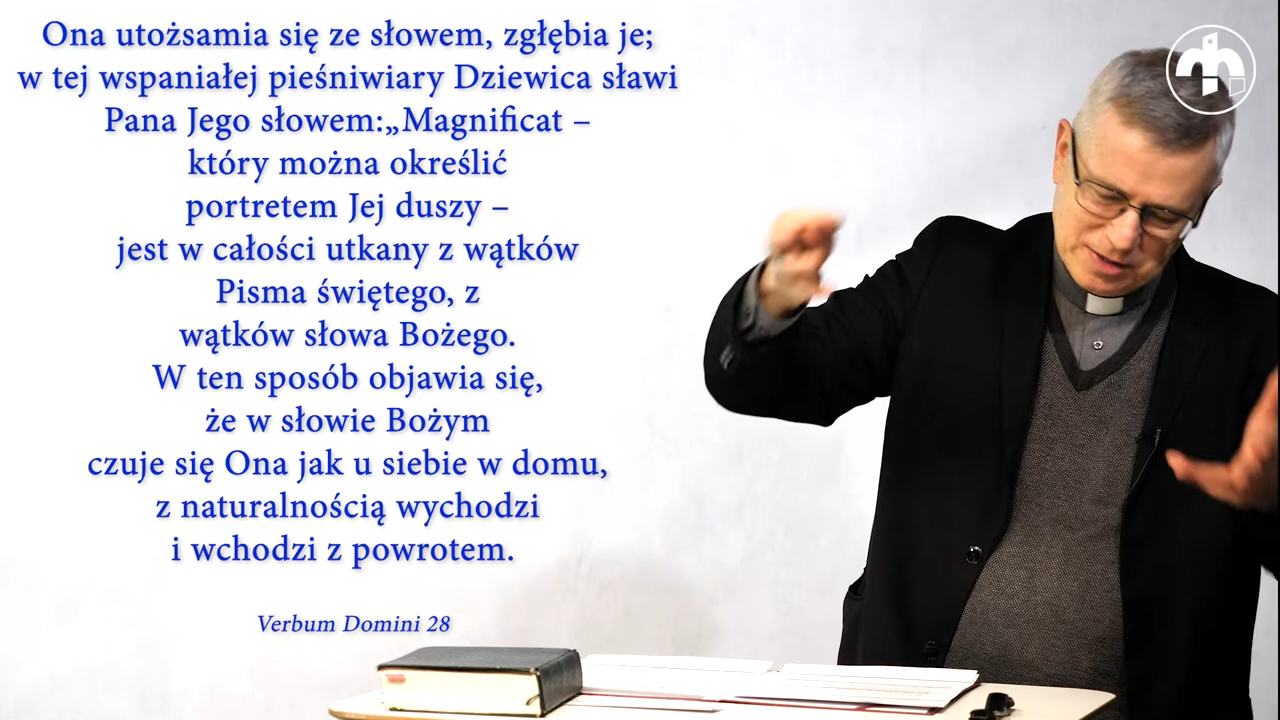 Ona utożsamia się ze słowem, zgłębia je;
w tej wspaniałej pieśniwiary Dziewica sławi
Pana Jego słowem:„Magnificat –
który można określić
portretem Jej duszy –
jest w całości utkany z wątków
Pisma świętego, z
wątków słowa Bożego.
W ten sposób objawia się,
że w słowie Bożym
czuje się Ona jak u siebie w domu,
z naturalnością wychodzi
i wchodzi z powrotem.
Verbum Domini 28